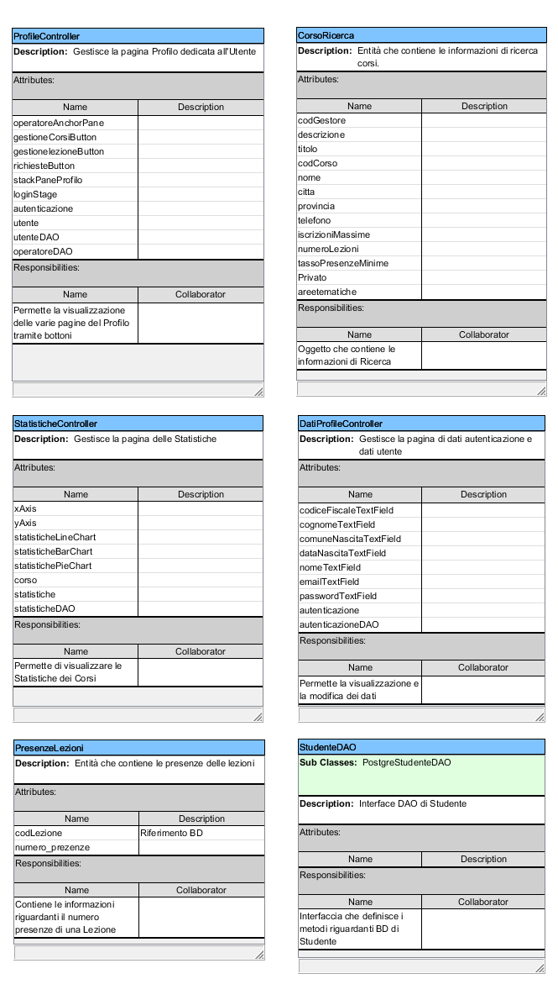 ProfileController
Description: Gestisce la pagina Profilo dedicata all'Utente
Attributes:
Name Description
operatoreAnchorPane
gestioneCorsiButton
gestionelezioneButton
richiesteButton
stackPaneProfilo
loginStage
autenticazione
utente
utenteDAO
operatoreDAO
Responsibilities:
Name Collaborator
Permette la visualizzazione
delle varie pagine del Profilo
tramite bottoni
CorsoRicerca
Description: Entità che contiene le informazioni di ricerca
corsi.
Attributes:
Name Description
codGestore
descrizione
titolo
codCorso
nome
citta
provincia
telefono
iscrizioniMassime
numeroLezioni
tassoPresenzeMinime
Privato
areetematiche
Responsibilities:
Name Collaborator
Oggetto che contiene le
informazioni di Ricerca
StatisticheController
Description: Gestisce la pagina delle Statistiche
Attributes:
Name Description
xAxis
yAxis
statisticheLineChart
statisticheBarChart
statistichePieChart
corso
statistiche
statisticheDAO
Responsibilities:
Name Collaborator
Permette di visualizzare le
Statistiche dei Corsi
DatiProfileController
Description: Gestisce la pagina di dati autenticazione e
dati utente
Attributes:
Name Description
codiceFiscaleTextField
cognomeTextField
comuneNascitaTextField
dataNascitaTextField
nomeTextField
emailTextField
passwordTextField
autenticazione
autenticazioneDAO
Responsibilities:
Name Collaborator
Permette la visualizzazione e
la modifica dei dati
PresenzeLezioni
Description: Entità che contiene le presenze delle lezioni
Attributes:
Name Description
codLezione Riferimento BD
numero_prezenze
Responsibilities:
Name Collaborator
Contiene le informazioni
riguardanti il numero
presenze di una Lezione
StudenteDAO
Sub Classes: PostgreStudenteDAO
Description: Interface DAO di Studente
Attributes:
Name Description
Responsibilities:
Name Collaborator
Interfaccia che definisce i
metodi riguardanti BD di
Studente